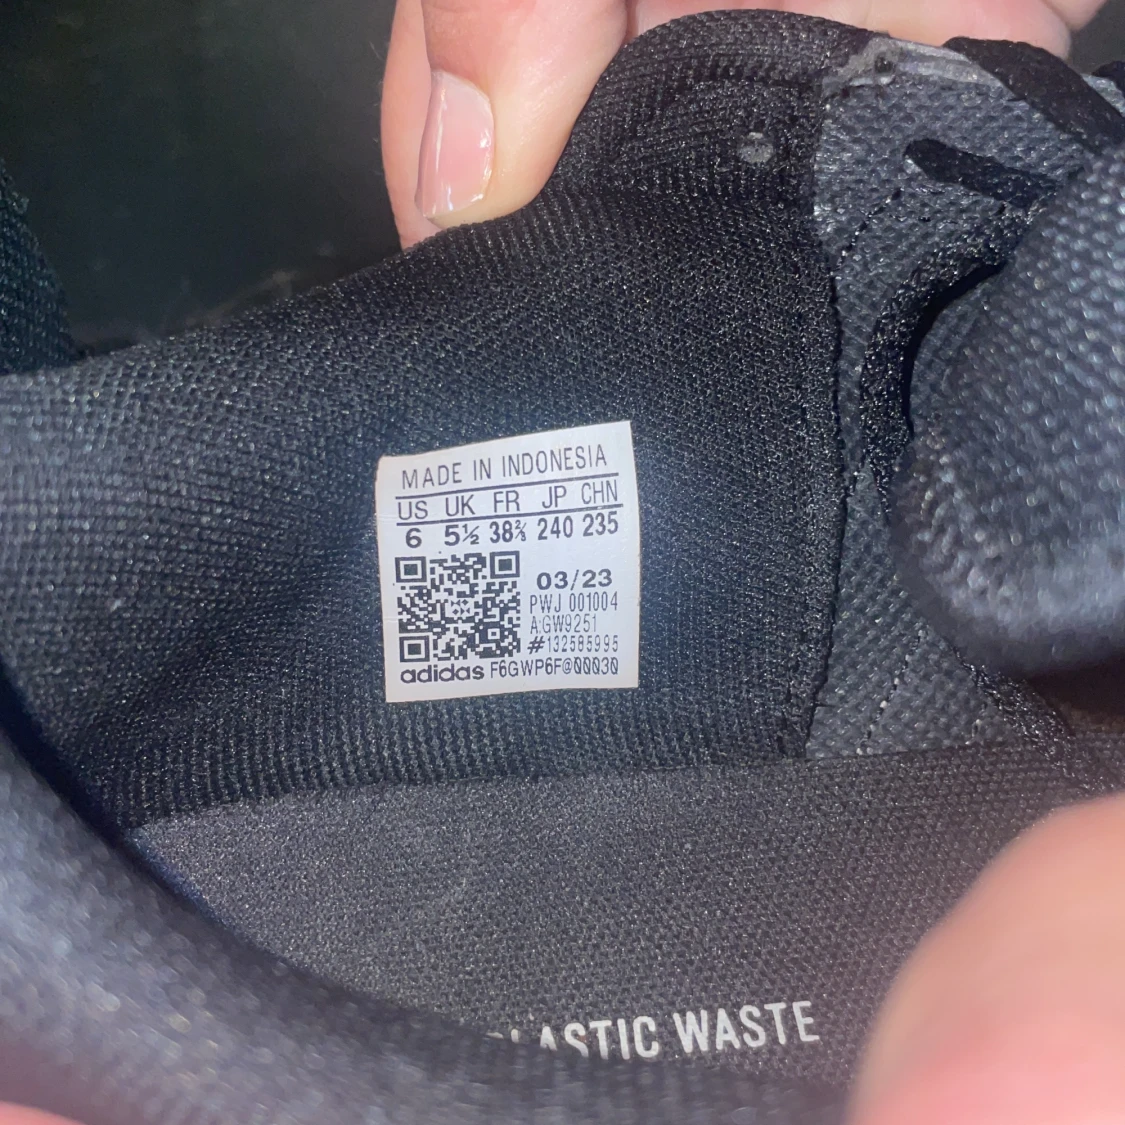 MADE IN INDONESIA
US UK FR JP CHN
6 5½ 38⅔ 240 235
03/23
PWJ 001004
A:GW9251
#132585995
adidas F6GWP6F@00030
PLASTIC WASTE